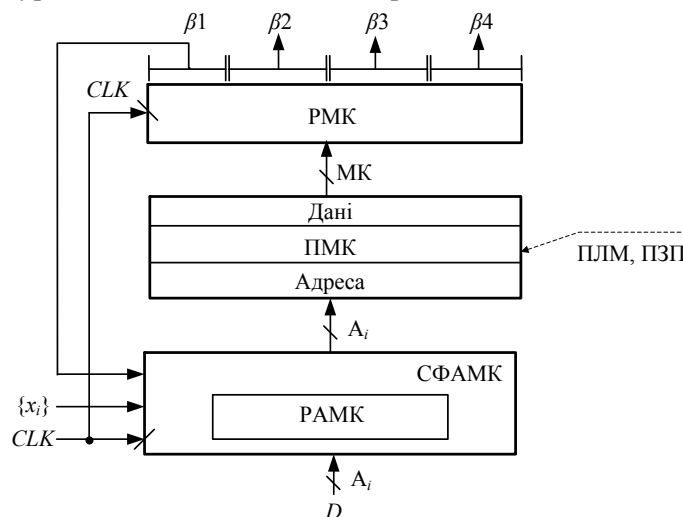 β1 β2 β3 β4
CLK
РМК
МК
Дані
ПМК
ПЛМ, ПЗП
Адреса
Ai
СФАМК
{xi}
РАМК
CLK
Ai
D